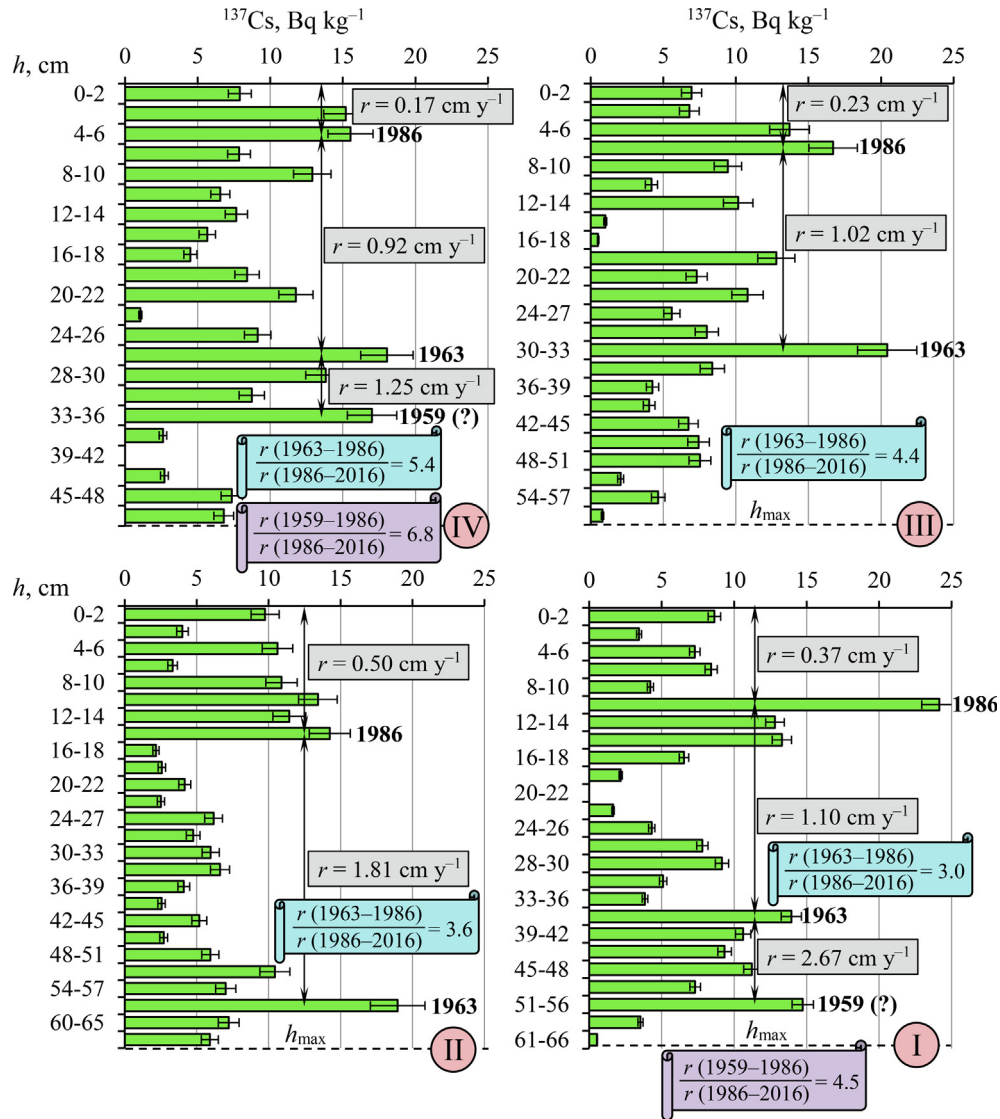 ¹³⁷Cs, Bq kg⁻¹
h, cm
0 5 10 15 20 25
0-2
4-6
8-10
12-14
16-18
20-22
24-26
28-30
33-36
39-42
45-48
r = 0.17 cm y⁻¹
1986
r = 0.92 cm y⁻¹
1963
r = 1.25 cm y⁻¹
1959 (?)
r (1963–1986)
r (1986–2016)
= 5.4
r (1959–1986)
r (1986–2016)
= 6.8
IV
¹³⁷Cs, Bq kg⁻¹
0 5 10 15 20 25
0-2
4-6
8-10
12-14
16-18
20-22
24-27
30-33
36-39
42-45
48-51
54-57
r = 0.23 cm y⁻¹
1986
r = 1.02 cm y⁻¹
1963
r (1963–1986)
r (1986–2016)
= 4.4
hmax
III
h, cm
0 5 10 15 20 25
0-2
4-6
8-10
12-14
16-18
20-22
24-27
30-33
36-39
42-45
48-51
54-57
60-65
r = 0.50 cm y⁻¹
1986
r = 1.81 cm y⁻¹
r (1963–1986)
r (1986–2016)
= 3.6
1963
hmax
II
0 5 10 15 20 25
0-2
4-6
8-10
12-14
16-18
20-22
24-26
28-30
33-36
39-42
45-48
51-56
61-66
r = 0.37 cm y⁻¹
1986
r = 1.10 cm y⁻¹
r (1963–1986)
r (1986–2016)
= 3.0
1963
r = 2.67 cm y⁻¹
1959 (?)
hmax
I
r (1959–1986)
r (1986–2016)
= 4.5